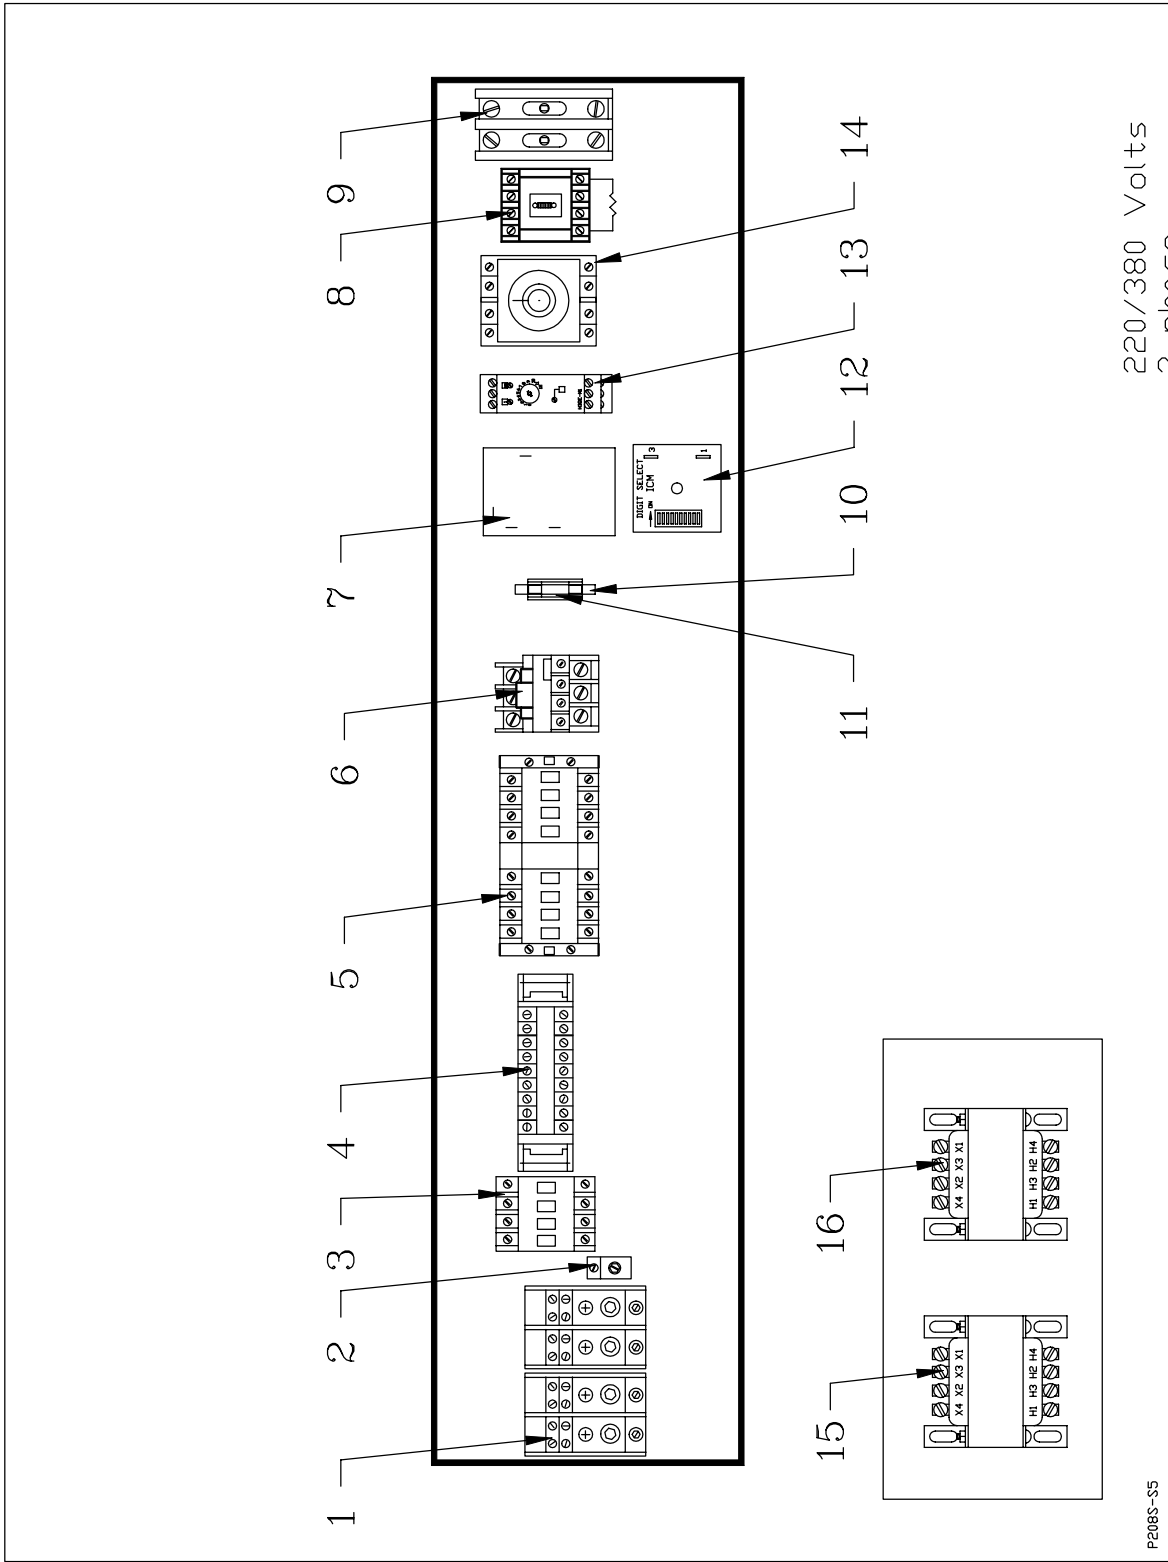 1 2 3 4 5 6 7 8 9
DIGIT SELECT
ON
ICM
3
1
15 16 11 10 12 13 14
X4 X2 X3 X1
H1 H3 H2 H4
X4 X2 X3 X1
H1 H3 H2 H4
220/380 Volts
P208S-S5